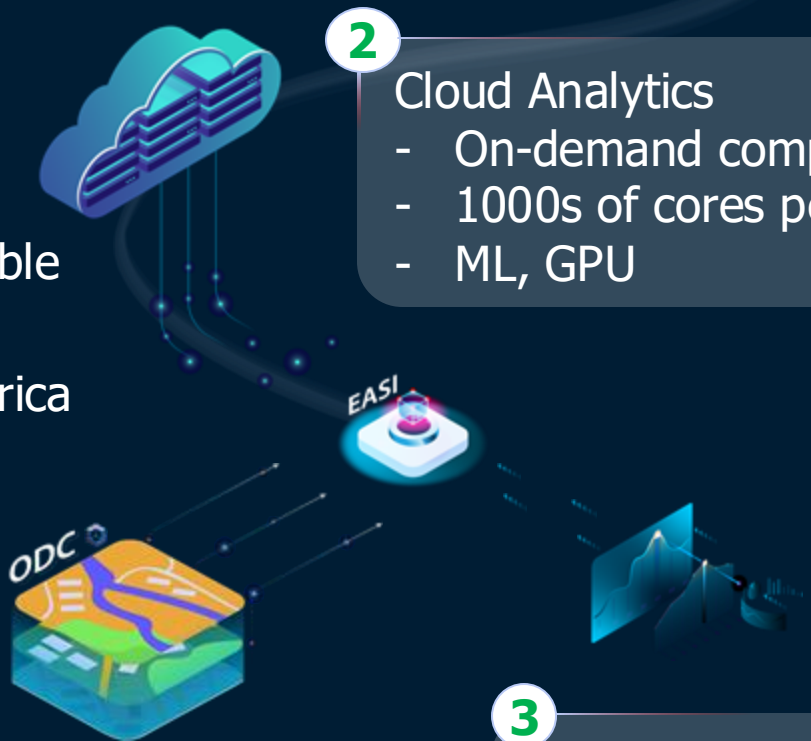 2
Cloud Analytics
- On-demand comp
- 1000s of cores p
- ML, GPU
ble
rica
EASI
ODC
3